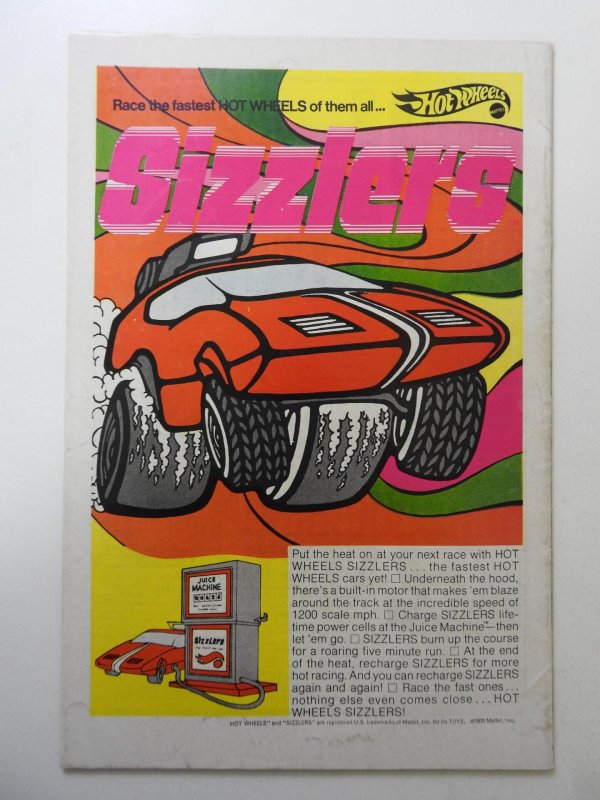 Race the fastest HOT WHEELS of them all...
HOT WHEELS
MATTEL
Sizzlers
JUICE
MACHINE
Sizzlers
Put the heat on at your next race with HOT
WHEELS SIZZLERS... the fastest HOT
WHEELS cars yet! ☐ Underneath the hood,
there's a built-in motor that makes 'em blaze
around the track at the incredible speed of
1200 scale mph. ☐ Charge SIZZLERS life-
time power cells at the Juice Machine™—then
let 'em go. ☐ SIZZLERS burn up the course
for a roaring five minute run. ☐ At the end
of the heat, recharge SIZZLERS for more
hot racing. And you can recharge SIZZLERS
again and again! ☐ Race the fast ones...
nothing else even comes close...HOT
WHEELS SIZZLERS!
HOT WHEELS" and "SIZZLERS" are registered U.S. trademarks of Mattel, Inc. for its TOYS. ©1970 Mattel, Inc.